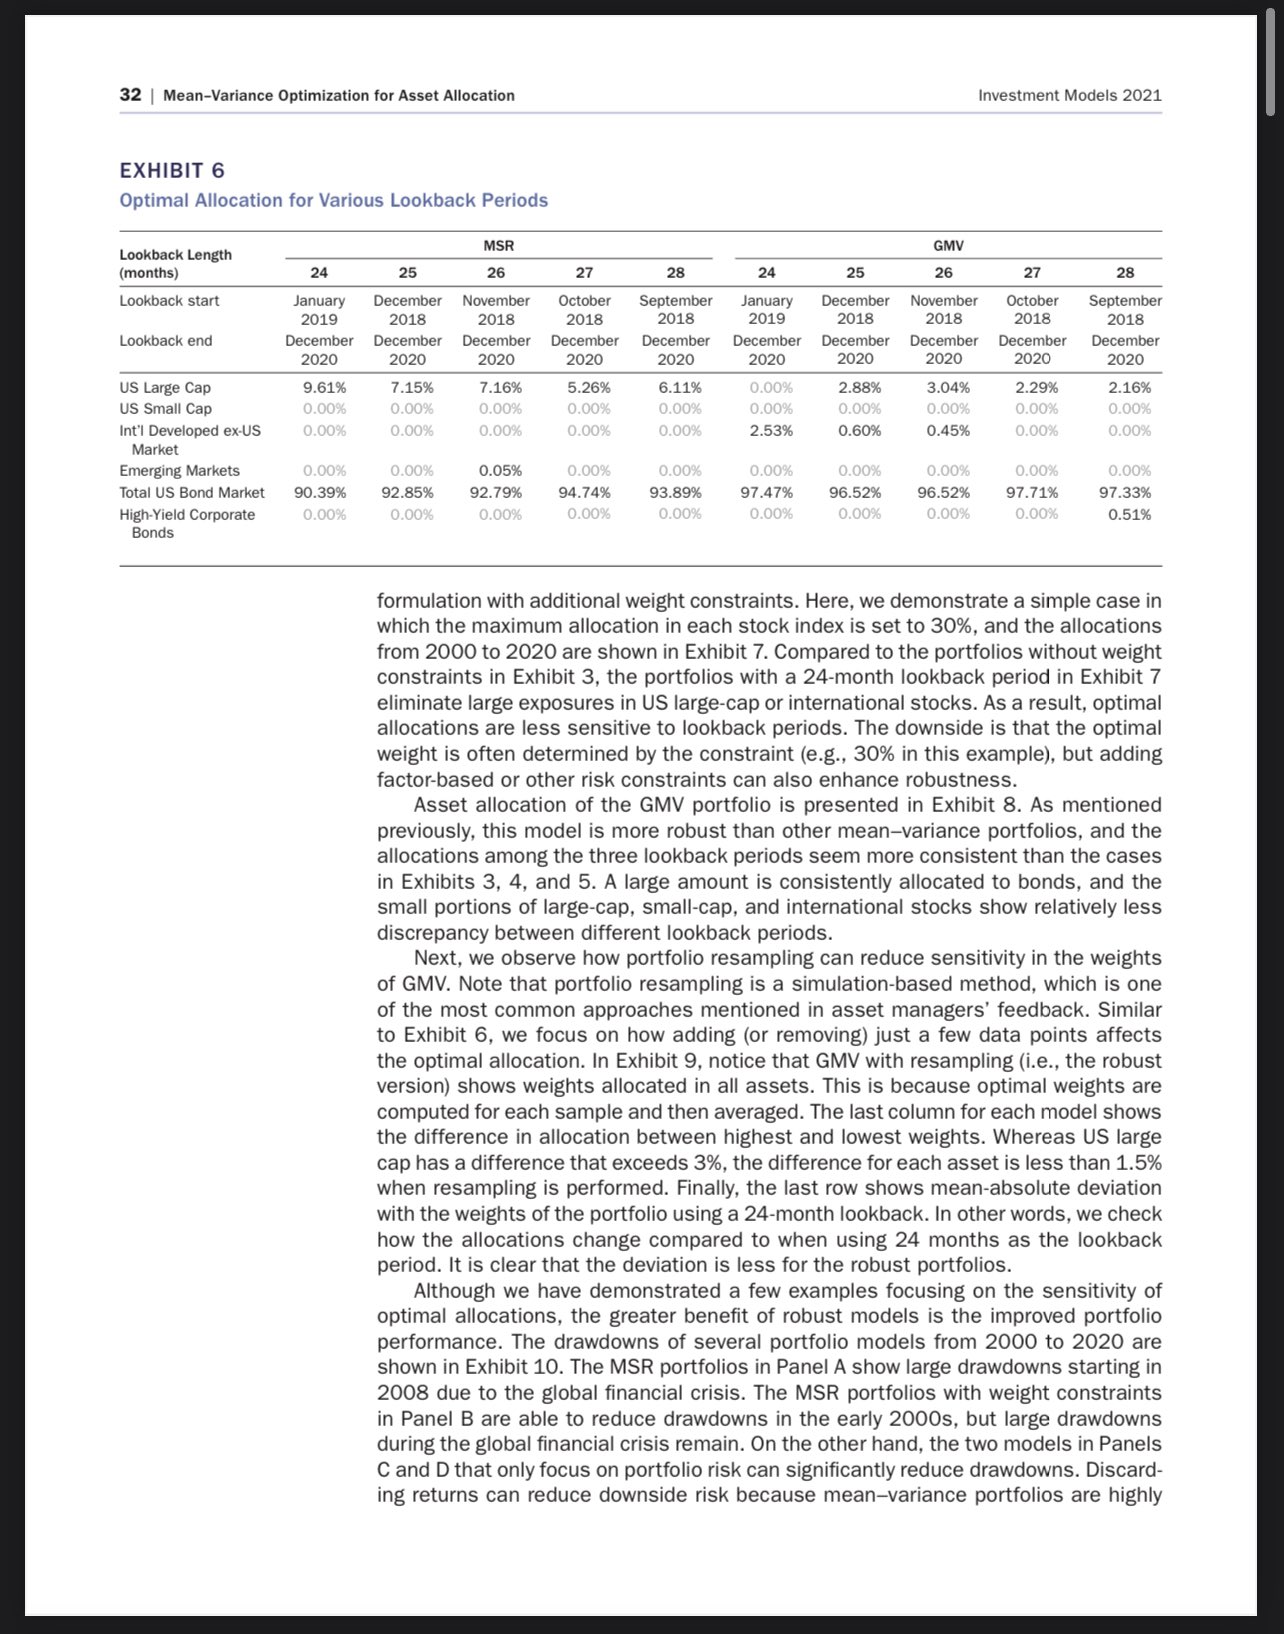 32 | Mean–Variance Optimization for Asset Allocation Investment Models 2021
EXHIBIT 6
Optimal Allocation for Various Lookback Periods
MSR GMV
Lookback Length
(months) 24 25 26 27 28 24 25 26 27 28
Lookback start January December November October September January December November October September
2019 2018 2018 2018 2018 2019 2018 2018 2018 2018
Lookback end December December December December December December December December December December
2020 2020 2020 2020 2020 2020 2020 2020 2020 2020
US Large Cap 9.61% 7.15% 7.16% 5.26% 6.11% 0.00% 2.88% 3.04% 2.29% 2.16%
US Small Cap 0.00% 0.00% 0.00% 0.00% 0.00% 0.00% 0.00% 0.00% 0.00% 0.00%
Int'l Developed ex-US 0.00% 0.00% 0.00% 0.00% 0.00% 2.53% 0.60% 0.45% 0.00% 0.00%
Market
Emerging Markets 0.00% 0.00% 0.05% 0.00% 0.00% 0.00% 0.00% 0.00% 0.00% 0.00%
Total US Bond Market 90.39% 92.85% 92.79% 94.74% 93.89% 97.47% 96.52% 96.52% 97.71% 97.33%
High-Yield Corporate 0.00% 0.00% 0.00% 0.00% 0.00% 0.00% 0.00% 0.00% 0.00% 0.51%
Bonds
formulation with additional weight constraints. Here, we demonstrate a simple case in
which the maximum allocation in each stock index is set to 30%, and the allocations
from 2000 to 2020 are shown in Exhibit 7. Compared to the portfolios without weight
constraints in Exhibit 3, the portfolios with a 24-month lookback period in Exhibit 7
eliminate large exposures in US large-cap or international stocks. As a result, optimal
allocations are less sensitive to lookback periods. The downside is that the optimal
weight is often determined by the constraint (e.g., 30% in this example), but adding
factor-based or other risk constraints can also enhance robustness.
Asset allocation of the GMV portfolio is presented in Exhibit 8. As mentioned
previously, this model is more robust than other mean–variance portfolios, and the
allocations among the three lookback periods seem more consistent than the cases
in Exhibits 3, 4, and 5. A large amount is consistently allocated to bonds, and the
small portions of large-cap, small-cap, and international stocks show relatively less
discrepancy between different lookback periods.
Next, we observe how portfolio resampling can reduce sensitivity in the weights
of GMV. Note that portfolio resampling is a simulation-based method, which is one
of the most common approaches mentioned in asset managers' feedback. Similar
to Exhibit 6, we focus on how adding (or removing) just a few data points affects
the optimal allocation. In Exhibit 9, notice that GMV with resampling (i.e., the robust
version) shows weights allocated in all assets. This is because optimal weights are
computed for each sample and then averaged. The last column for each model shows
the difference in allocation between highest and lowest weights. Whereas US large
cap has a difference that exceeds 3%, the difference for each asset is less than 1.5%
when resampling is performed. Finally, the last row shows mean-absolute deviation
with the weights of the portfolio using a 24-month lookback. In other words, we check
how the allocations change compared to when using 24 months as the lookback
period. It is clear that the deviation is less for the robust portfolios.
Although we have demonstrated a few examples focusing on the sensitivity of
optimal allocations, the greater benefit of robust models is the improved portfolio
performance. The drawdowns of several portfolio models from 2000 to 2020 are
shown in Exhibit 10. The MSR portfolios in Panel A show large drawdowns starting in
2008 due to the global financial crisis. The MSR portfolios with weight constraints
in Panel B are able to reduce drawdowns in the early 2000s, but large drawdowns
during the global financial crisis remain. On the other hand, the two models in Panels
C and D that only focus on portfolio risk can significantly reduce drawdowns. Discard-
ing returns can reduce downside risk because mean–variance portfolios are highly